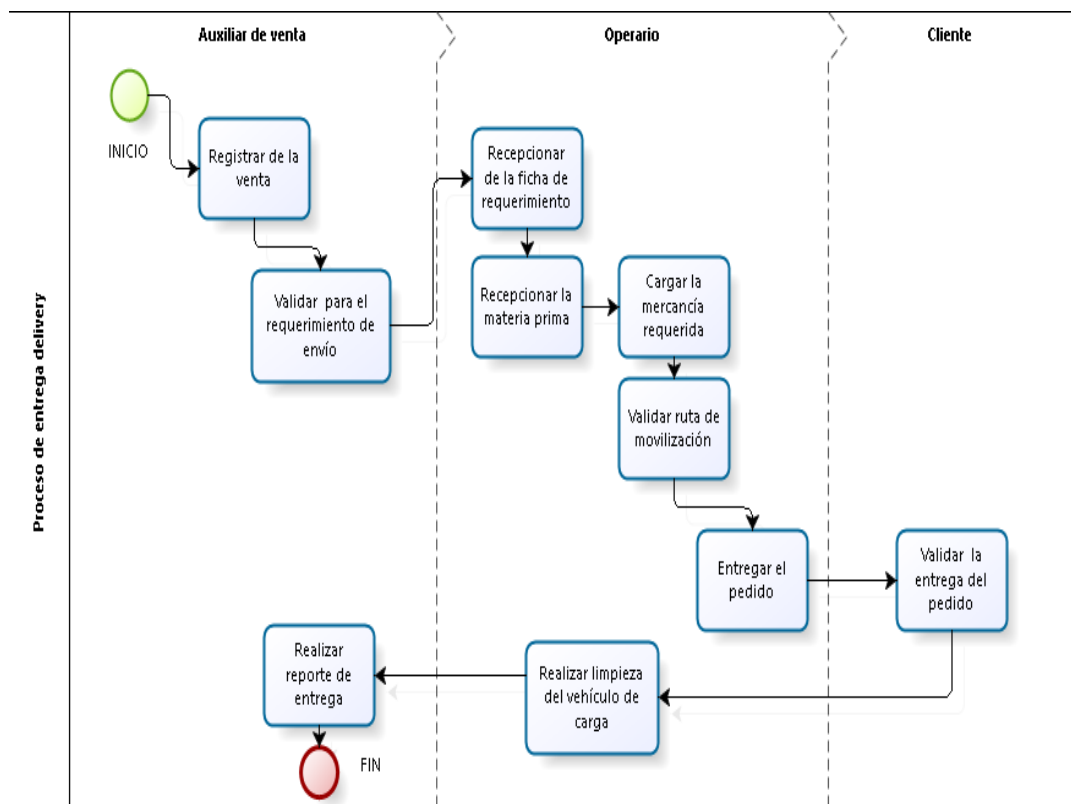 Proceso de entrega delivery
Auxiliar de venta
Operario
Cliente
INICIO
Registrar de la
venta
Validar para el
requerimiento de
envío
Recepcionar
de la ficha de
requerimiento
Recepcionar la
materia prima
Cargar la
mercancía
requerida
Validar ruta de
movilización
Entregar el
pedido
Validar la
entrega del
pedido
Realizar limpieza
del vehículo de
carga
Realizar
reporte de
entrega
FIN